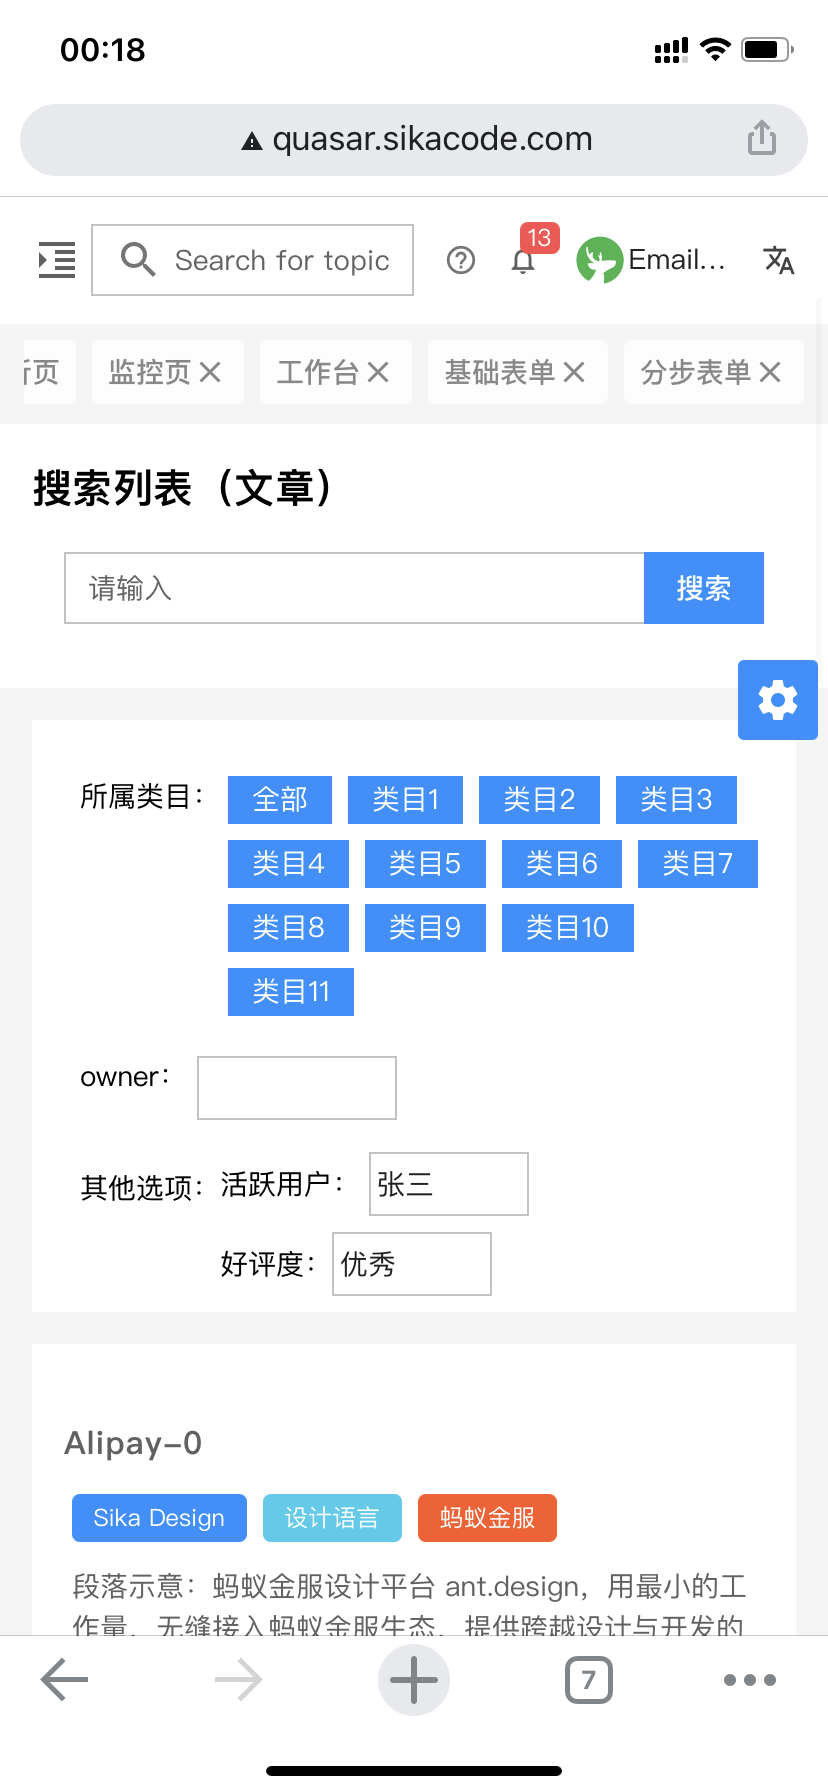 00:18
quasar.sikacode.com
Search for topic
13
Email...
页
监控页
工作台
基础表单
分步表单
搜索列表（文章）
请输入
搜索
所属类目：
全部
类目1
类目2
类目3
类目4
类目5
类目6
类目7
类目8
类目9
类目10
类目11
owner：
其他选项：
活跃用户：
张三
好评度：
优秀
Alipay-0
Sika Design
设计语言
蚂蚁金服
段落示意：蚂蚁金服设计平台 ant.design，用最小的工
作量，无缝接入蚂蚁金服生态，提供跨越设计与开发的
7